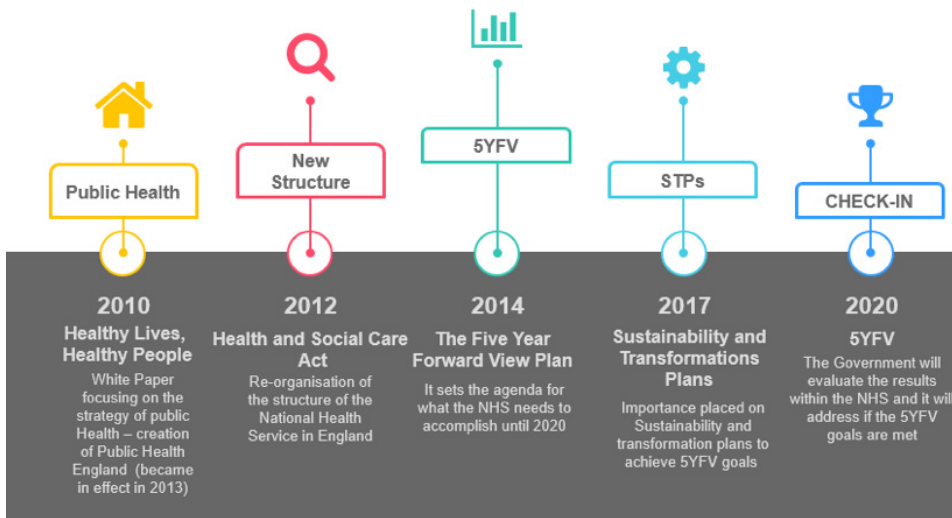 Public Health
New
Structure
5YFV
STPs
CHECK-IN
2010
Healthy Lives,
Healthy People
White Paper
focusing on the
strategy of public
Health – creation
of Public Health
England (became
in effect in 2013)
2012
Health and Social Care
Act
Re-organisation of
the structure of the
National Health
Service in England
2014
The Five Year
Forward View Plan
It sets the agenda for
what the NHS needs to
accomplish until 2020
2017
Sustainability and
Transformations
Plans
Importance placed on
Sustainability and
transformation plans to
achieve 5YFV goals
2020
5YFV
The Government will
evaluate the results
within the NHS and it will
address if the 5YFV
goals are met